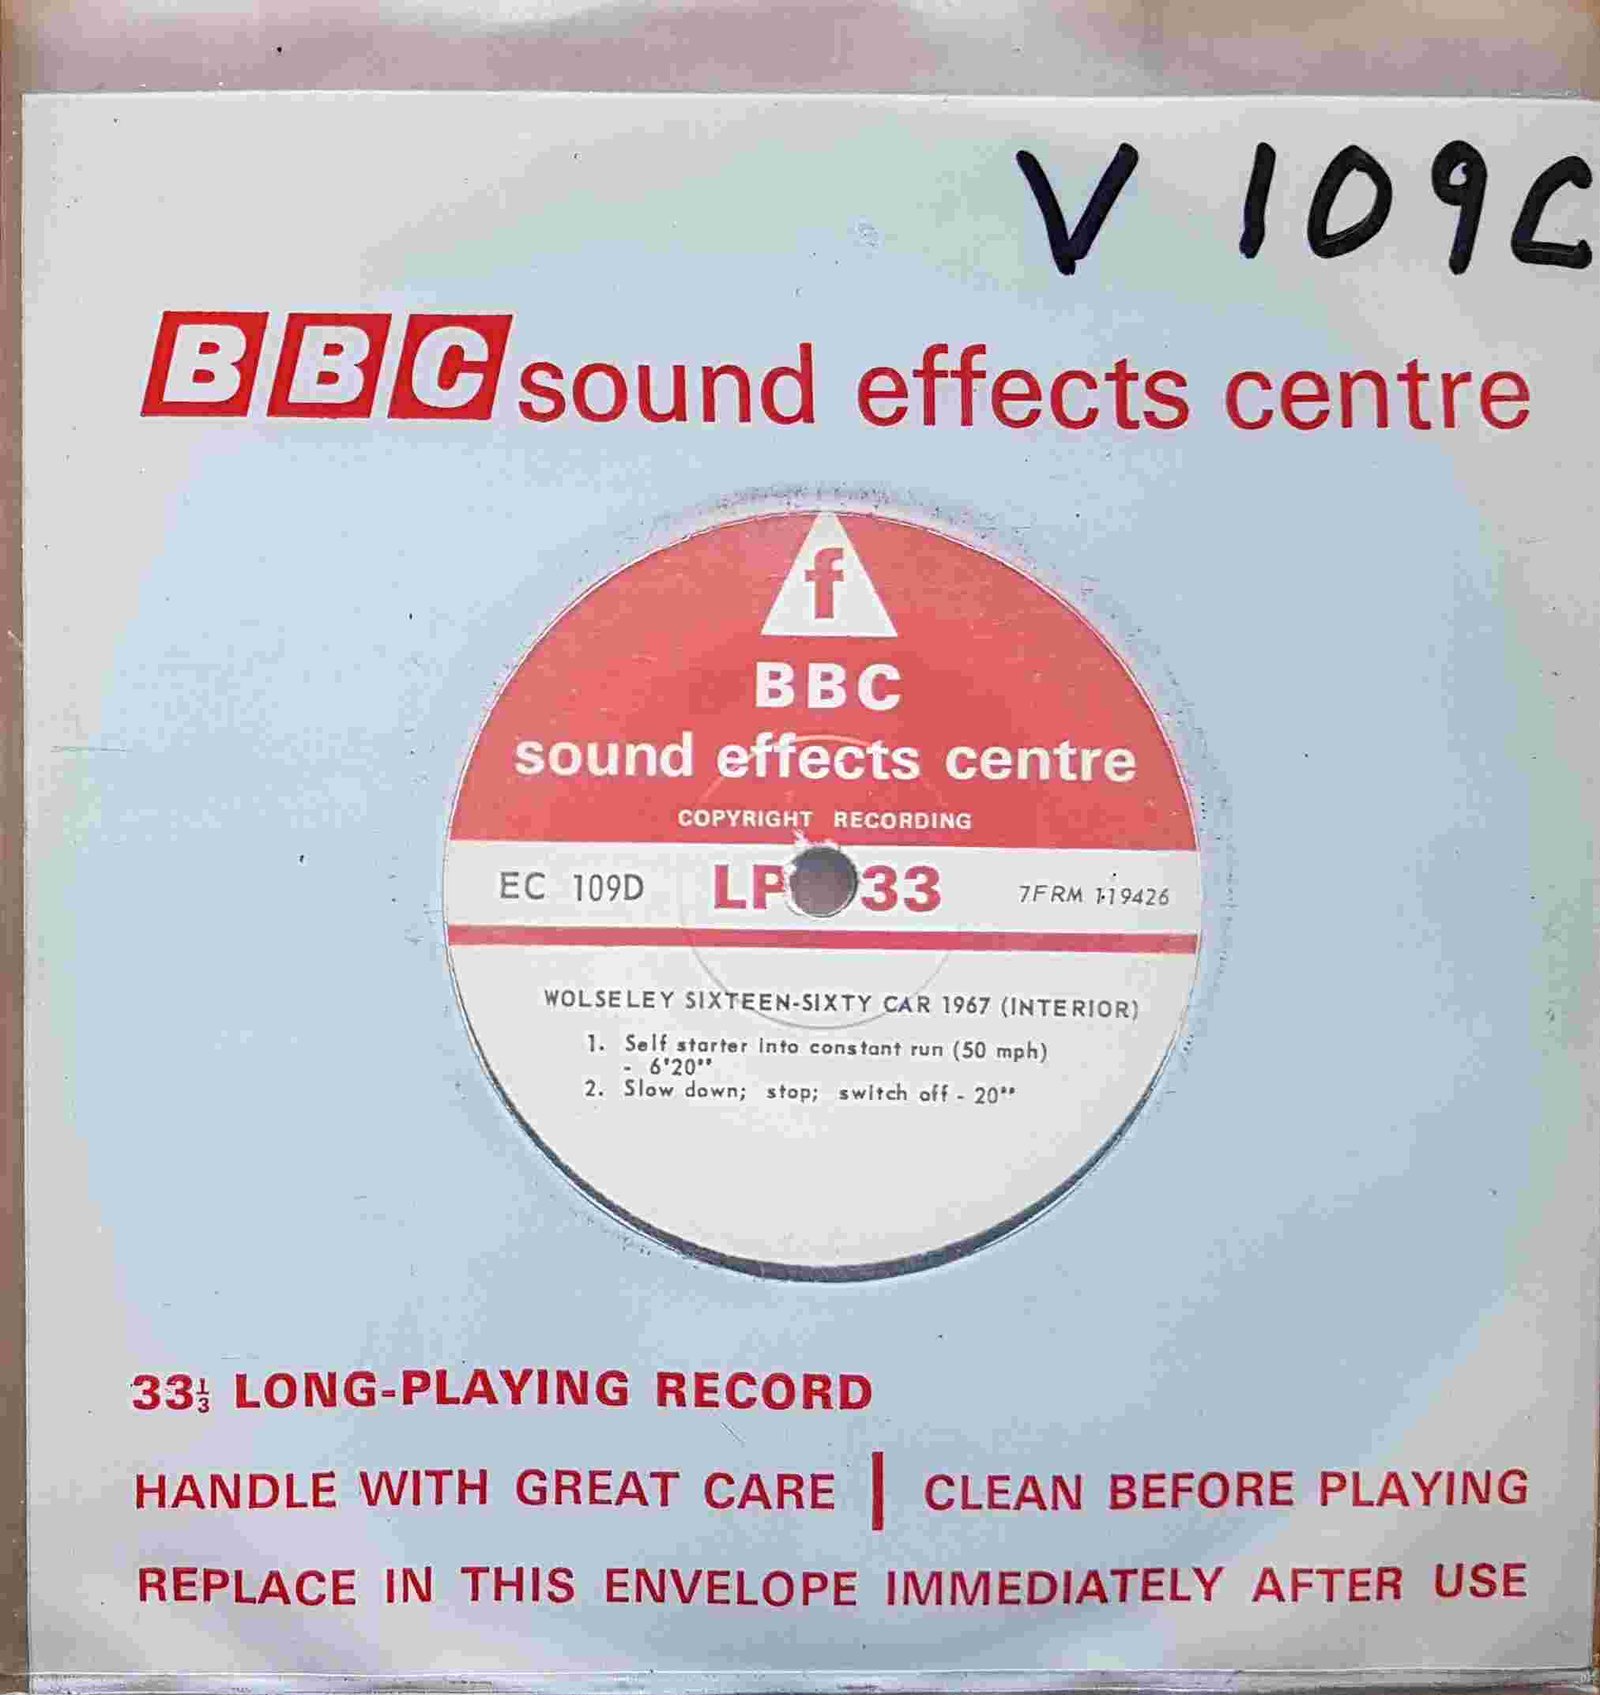 V 109C
BBC sound effects centre
f
BBC
sound effects centre
COPYRIGHT RECORDING
EC 109D LP 33 7FRM 119426
WOLSELEY SIXTEEN-SIXTY CAR 1967 (INTERIOR)
1. Self starter into constant run (50 mph)
- 6'20"
2. Slow down; stop; switch off - 20"
33⅓ LONG-PLAYING RECORD
HANDLE WITH GREAT CARE | CLEAN BEFORE PLAYING
REPLACE IN THIS ENVELOPE IMMEDIATELY AFTER USE